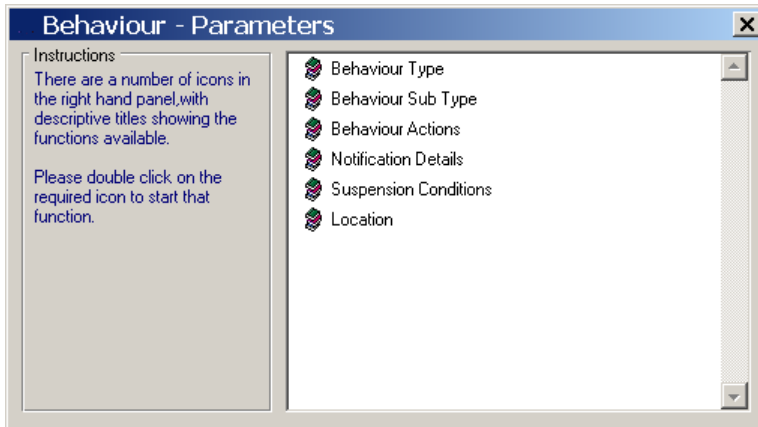 Behaviour - Parameters
Instructions
There are a number of icons in
the right hand panel,with
descriptive titles showing the
functions available.
Please double click on the
required icon to start that
function.
Behaviour Type
Behaviour Sub Type
Behaviour Actions
Notification Details
Suspension Conditions
Location